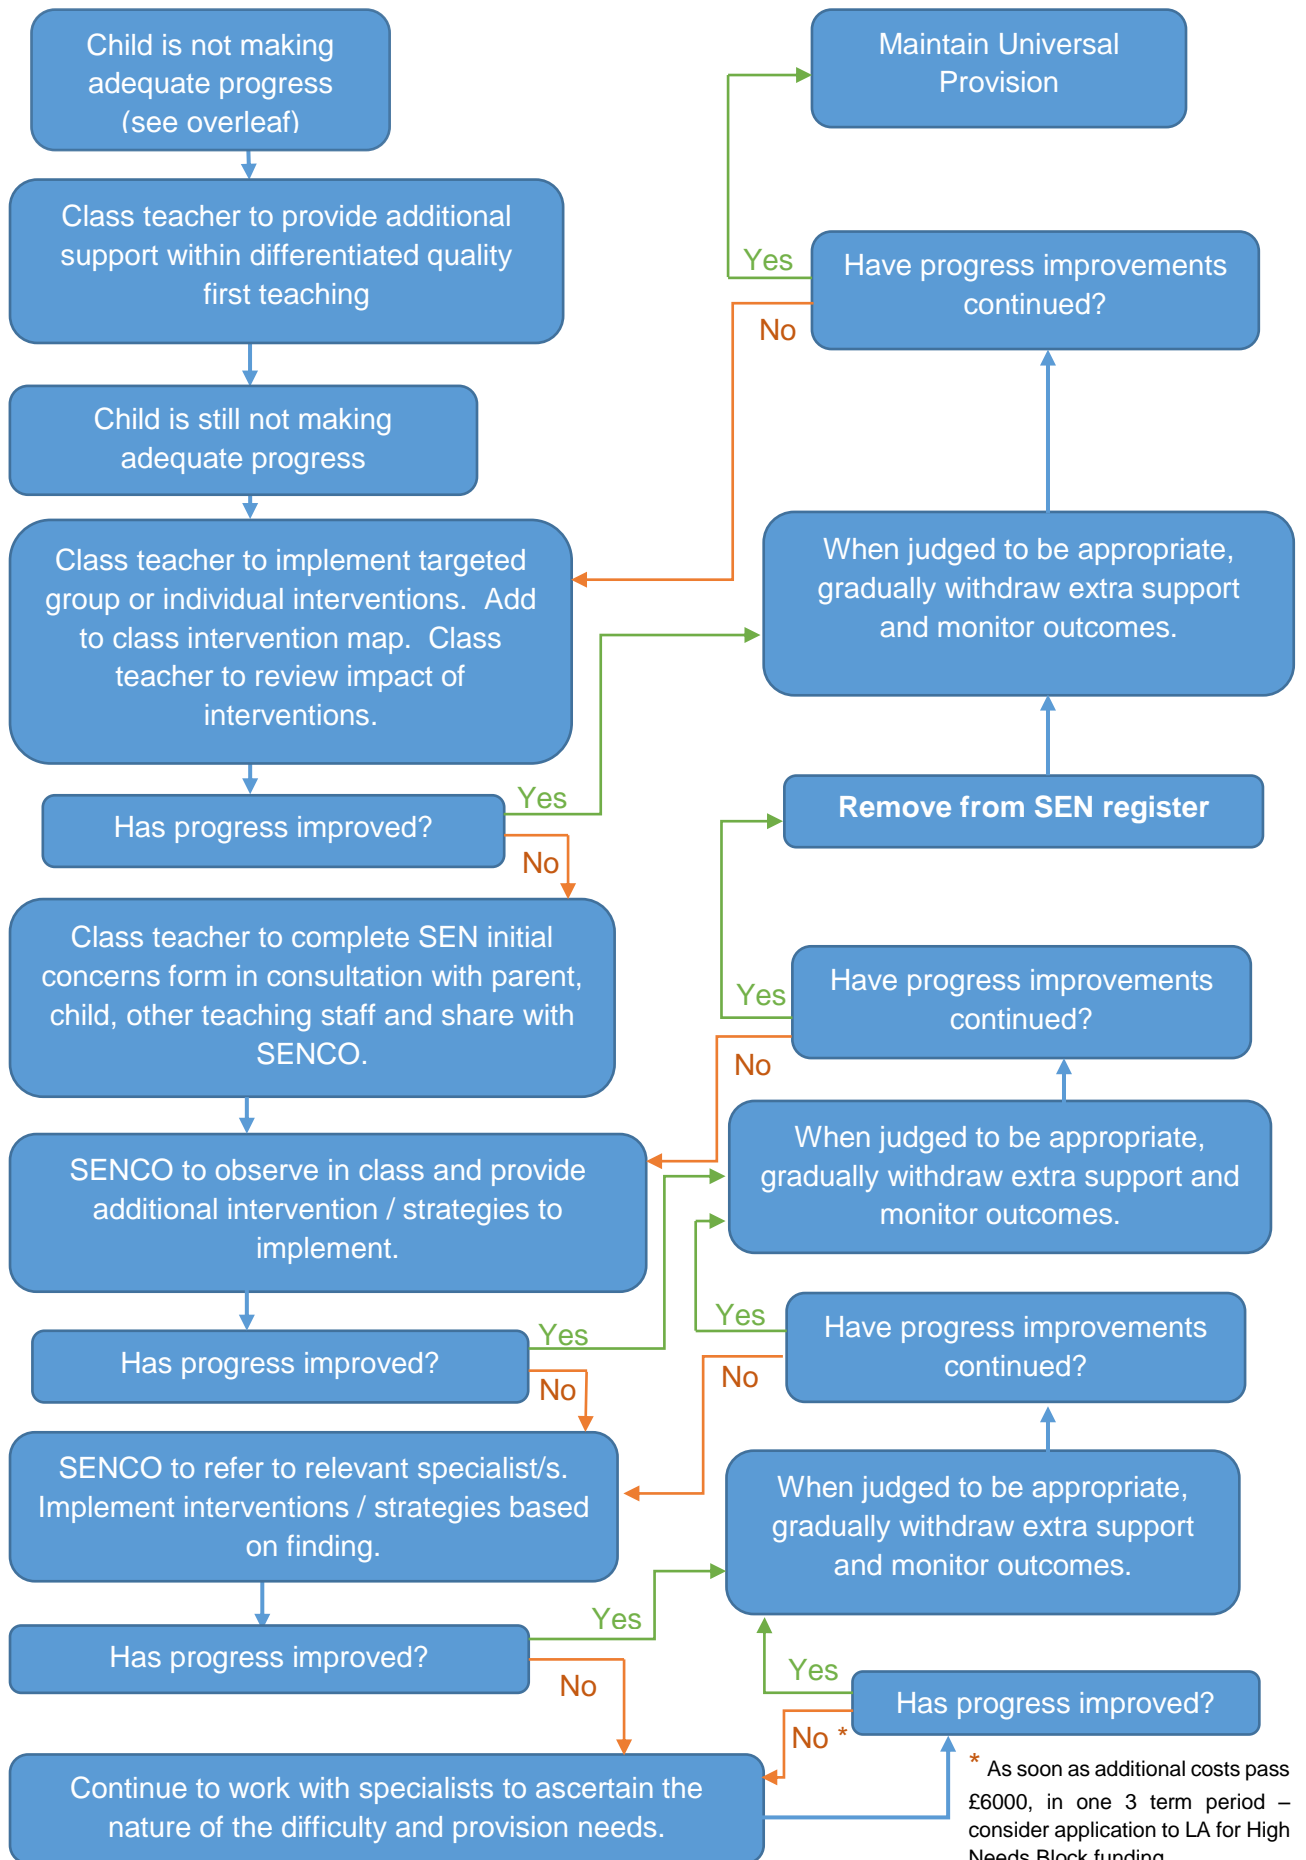 Child is not making
adequate progress
(see overleaf)
Class teacher to provide additional
support within differentiated quality
first teaching
Child is still not making
adequate progress
Class teacher to implement targeted
group or individual interventions.  Add
to class intervention map.  Class
teacher to review impact of
interventions.
Has progress improved?
Yes
No
Class teacher to complete SEN initial
concerns form in consultation with parent,
child, other teaching staff and share with
SENCO.
SENCO to observe in class and provide
additional intervention / strategies to
implement.
Has progress improved?
Yes
No
SENCO to refer to relevant specialist/s.
Implement interventions / strategies based
on finding.
Has progress improved?
Yes
No
Continue to work with specialists to ascertain the
nature of the difficulty and provision needs.
Maintain Universal
Provision
Have progress improvements
continued?
Yes
No
When judged to be appropriate,
gradually withdraw extra support
and monitor outcomes.
Remove from SEN register
Have progress improvements
continued?
Yes
No
When judged to be appropriate,
gradually withdraw extra support and
monitor outcomes.
Have progress improvements
continued?
Yes
No
When judged to be appropriate,
gradually withdraw extra support
and monitor outcomes.
Has progress improved?
Yes
No *
* As soon as additional costs pass
£6000, in one 3 term period –
consider application to LA for High
Needs Block funding